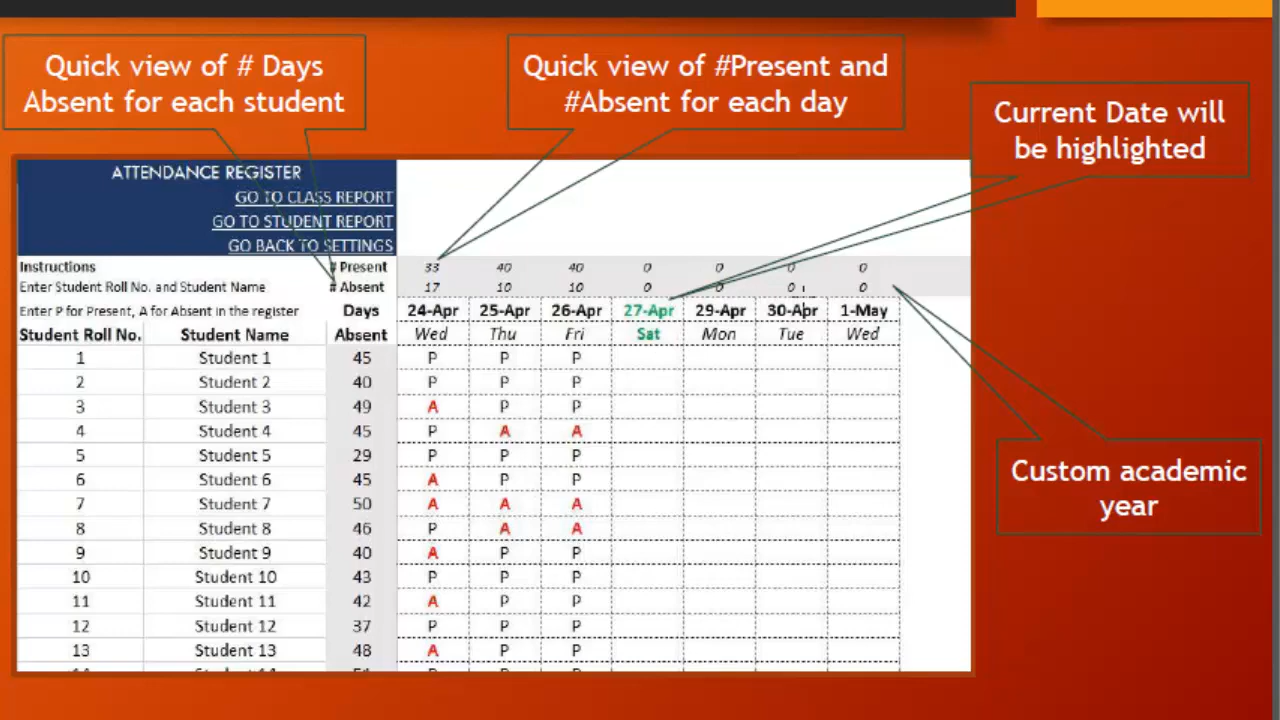 Quick view of # Days
Absent for each student
Quick view of #Present and
#Absent for each day
Current Date will
be highlighted
ATTENDANCE REGISTER
GO TO CLASS REPORT
GO TO STUDENT REPORT
GO BACK TO SETTINGS
Instructions # Present 33 40 40 0 0 0 0
Enter Student Roll No. and Student Name # Absent 17 10 10 0 0 0 0
Enter P for Present, A for Absent in the register Days 24-Apr 25-Apr 26-Apr 27-Apr 29-Apr 30-Apr 1-May
Student Roll No. Student Name Absent Wed Thu Fri Sat Mon Tue Wed
1 Student 1 45 P P P
2 Student 2 40 P P P
3 Student 3 49 A P P
4 Student 4 45 P A A
5 Student 5 29 P P P
6 Student 6 45 A P P
7 Student 7 50 A A A
8 Student 8 46 P A A
9 Student 9 40 A P P
10 Student 10 43 P P P
11 Student 11 42 A P P
12 Student 12 37 P P P
13 Student 13 48 A P P
Custom academic
year